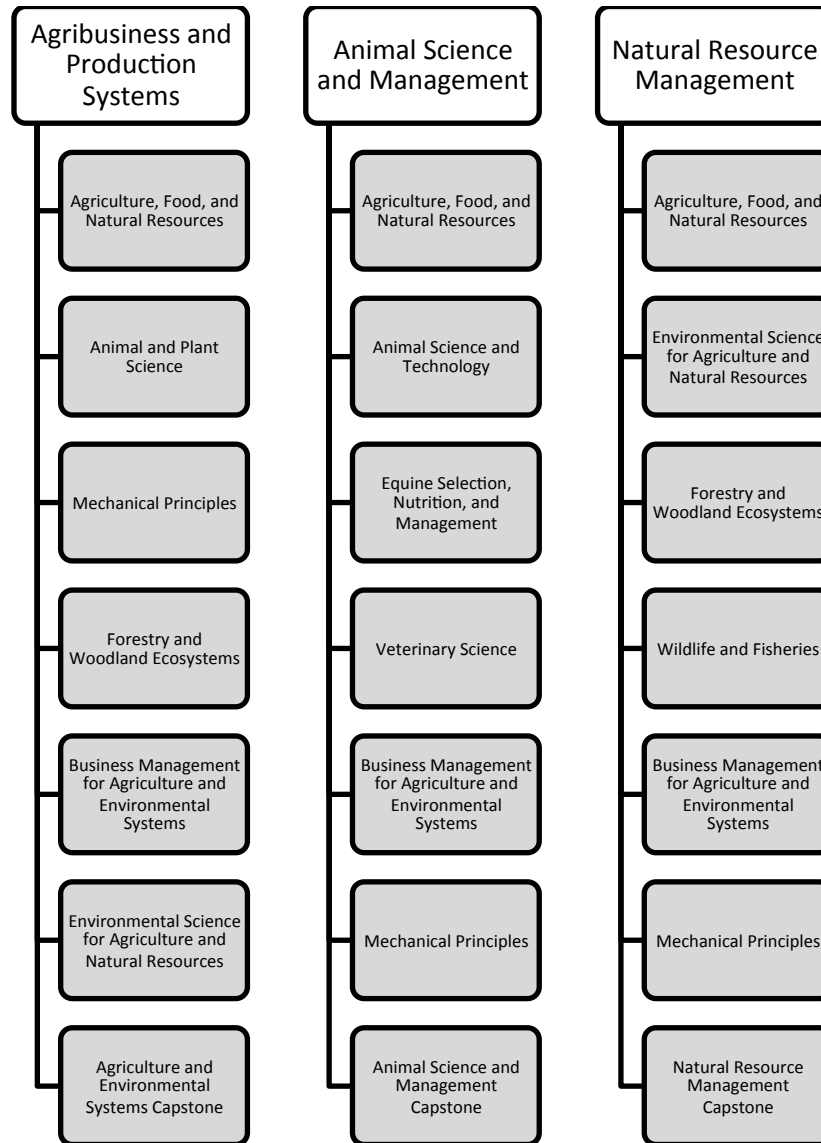 Agribusiness and
Production
Systems
Agriculture, Food, and
Natural Resources
Animal and Plant
Science
Mechanical Principles
Forestry and
Woodland Ecosystems
Business Management
for Agriculture and
Environmental
Systems
Environmental Science
for Agriculture and
Natural Resources
Agriculture and
Environmental
Systems Capstone
Animal Science
and Management
Agriculture, Food, and
Natural Resources
Animal Science and
Technology
Equine Selection,
Nutrition, and
Management
Veterinary Science
Business Management
for Agriculture and
Environmental
Systems
Mechanical Principles
Animal Science and
Management
Capstone
Natural Resource
Management
Agriculture, Food, and
Natural Resources
Environmental Science
for Agriculture and
Natural Resources
Forestry and
Woodland Ecosystems
Wildlife and Fisheries
Business Management
for Agriculture and
Environmental
Systems
Mechanical Principles
Natural Resource
Management
Capstone